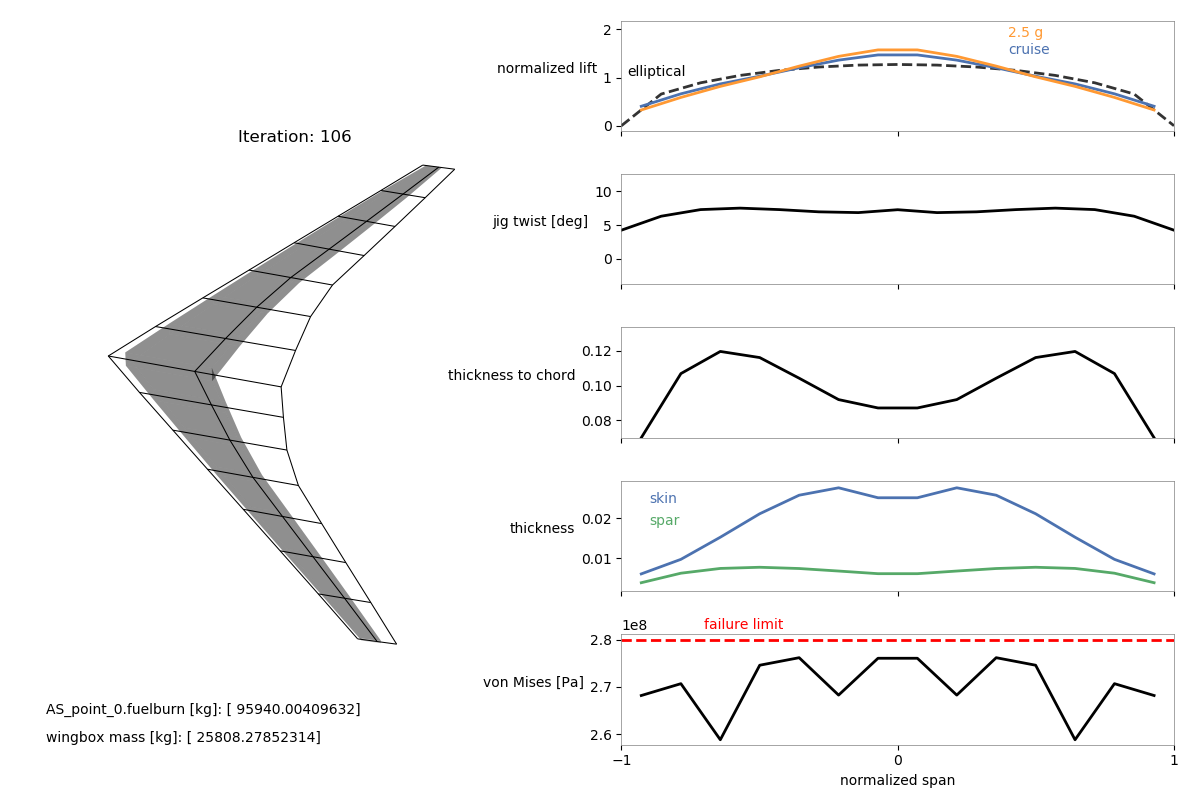 Iteration: 106
AS_point_0.fuelburn [kg]: [ 95940.00409632]
wingbox mass [kg]: [ 25808.27852314]
normalized lift
2
1
0
elliptical
2.5 g
cruise
jig twist [deg]
10
5
0
thickness to chord
0.12
0.10
0.08
thickness
0.02
0.01
skin
spar
von Mises [Pa]
1e8
failure limit
2.8
2.7
2.6
−1
0
1
normalized span